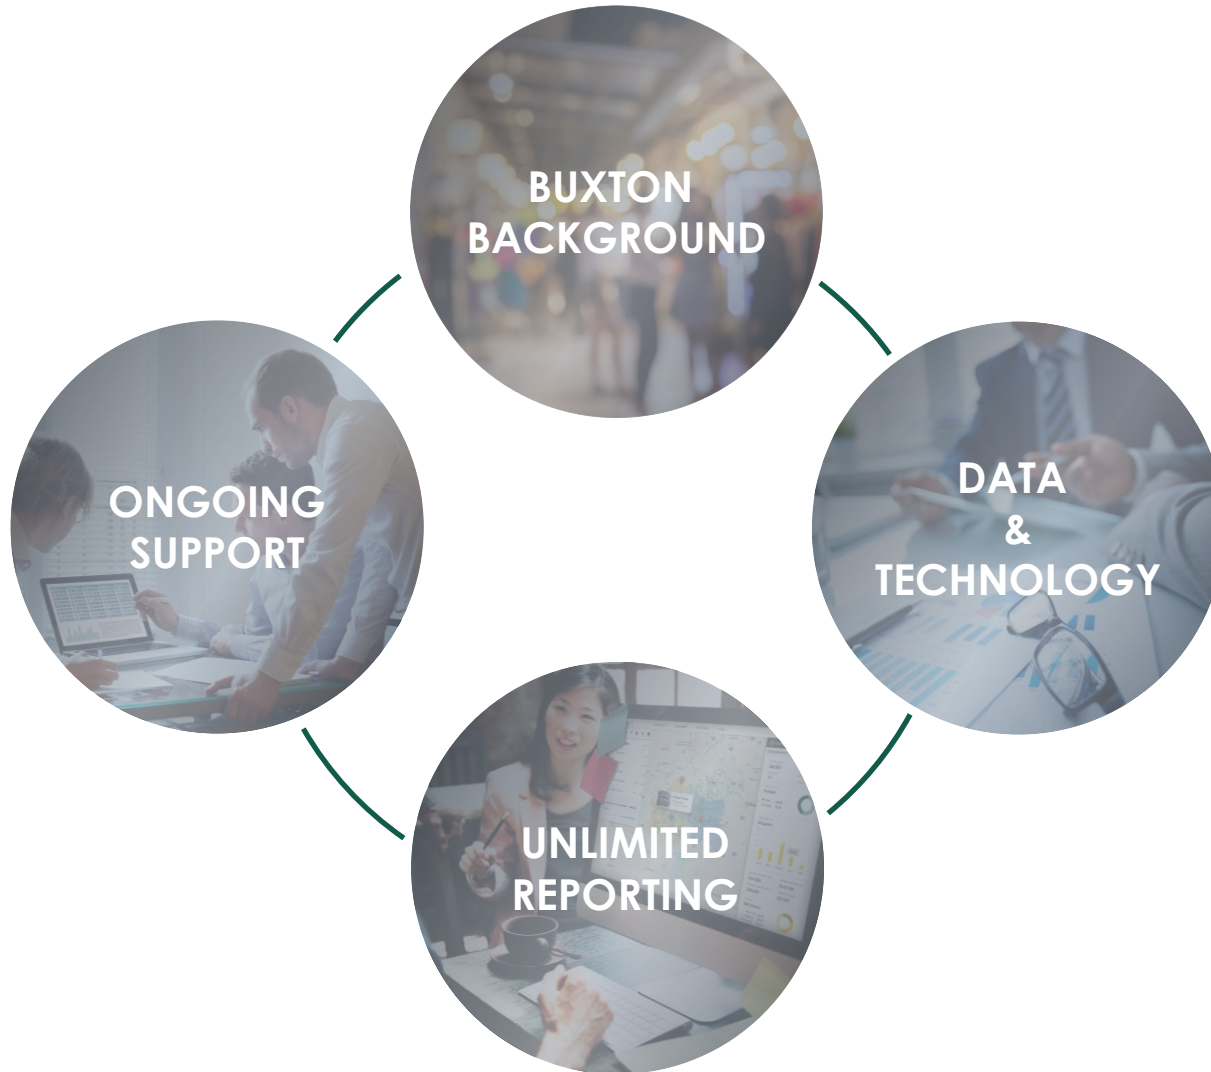 BUXTON
BACKGROUND
DATA
&
TECHNOLOGY
UNLIMITED
REPORTING
ONGOING
SUPPORT